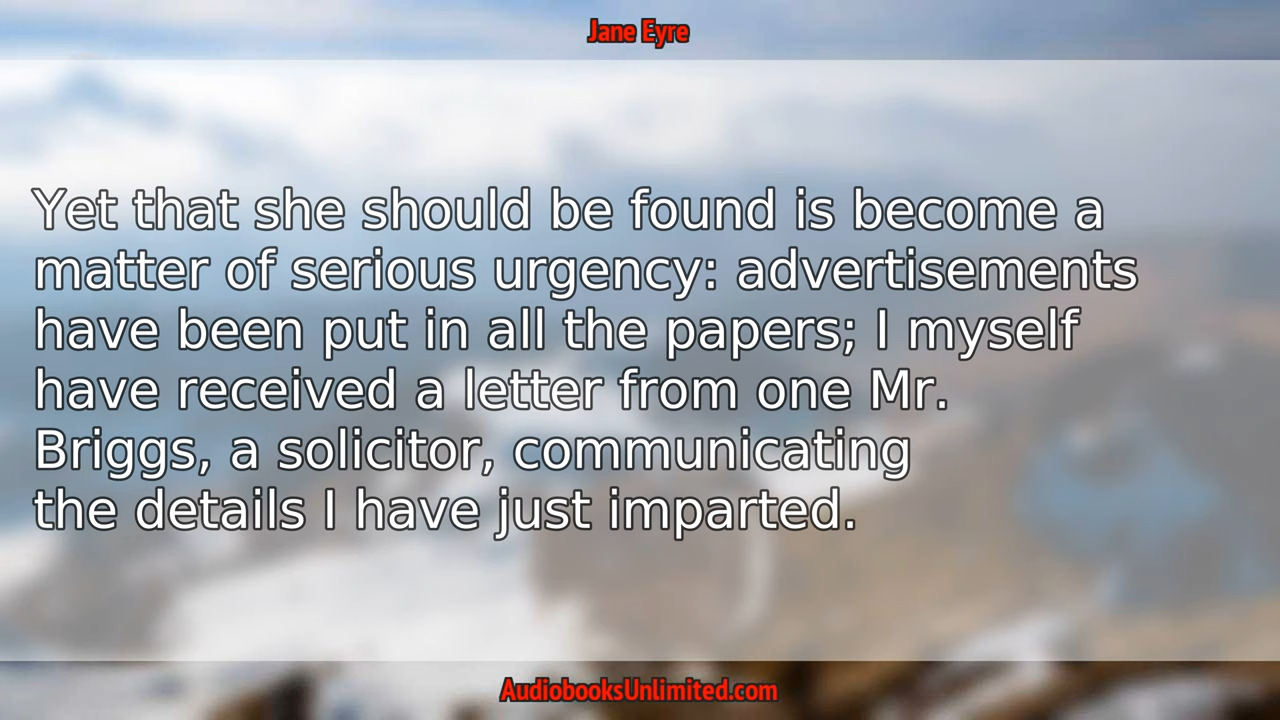 Jane Eyre
Yet that she should be found is become a
matter of serious urgency: advertisements
have been put in all the papers; I myself
have received a letter from one Mr.
Briggs, a solicitor, communicating
the details I have just imparted.
AudiobooksUnlimited.com